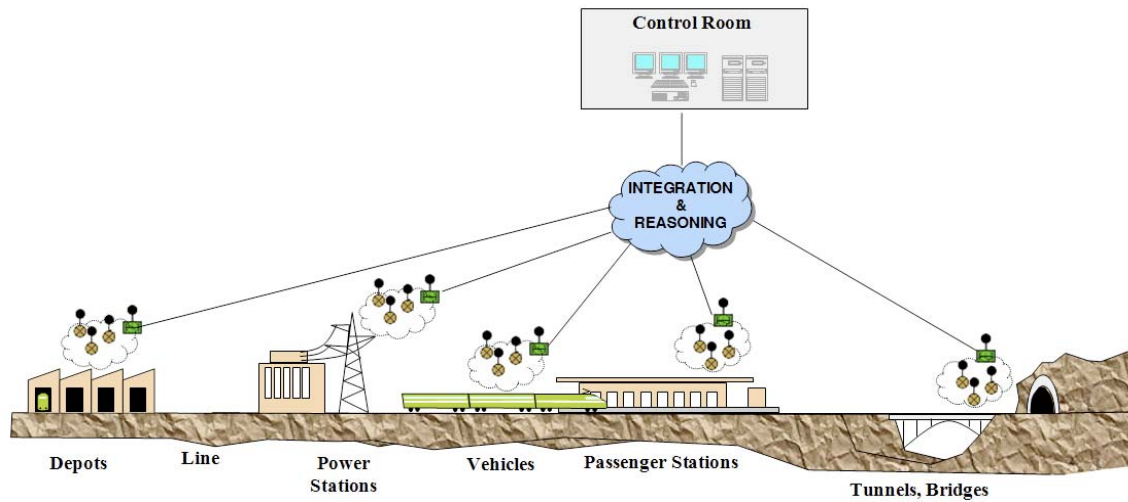 Control Room
INTEGRATION
&
REASONING
Depots
Line
Power
Stations
Vehicles
Passenger Stations
Tunnels, Bridges